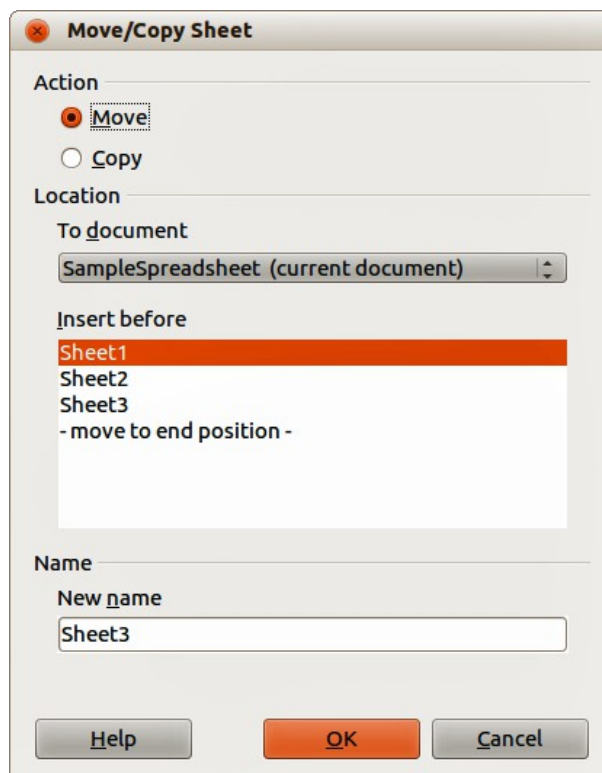 Move/Copy Sheet
Action
Move
Copy
Location
To document
SampleSpreadsheet (current document)
Insert before
Sheet1
Sheet2
Sheet3
- move to end position -
Name
New name
Sheet3
Help OK Cancel